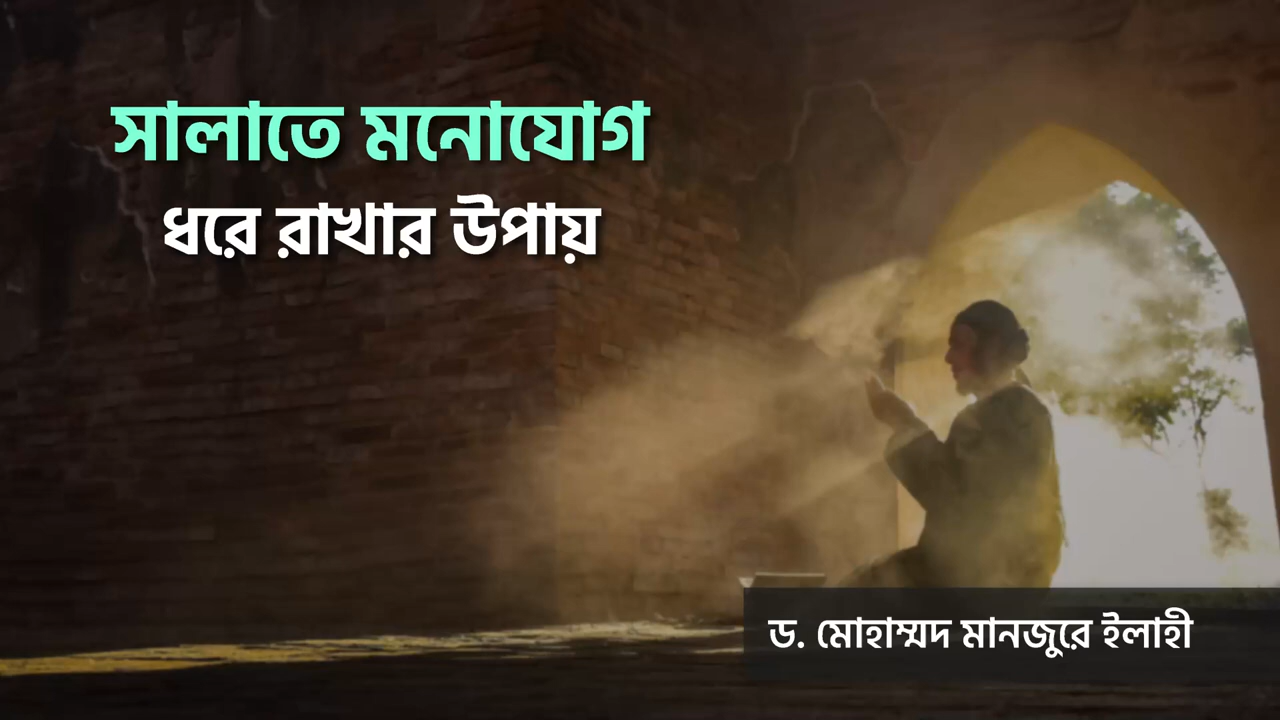 সালাতে মনোযোগ
ধরে রাখার উপায়
ড. মোহাম্মদ মানজুরে ইলাহী